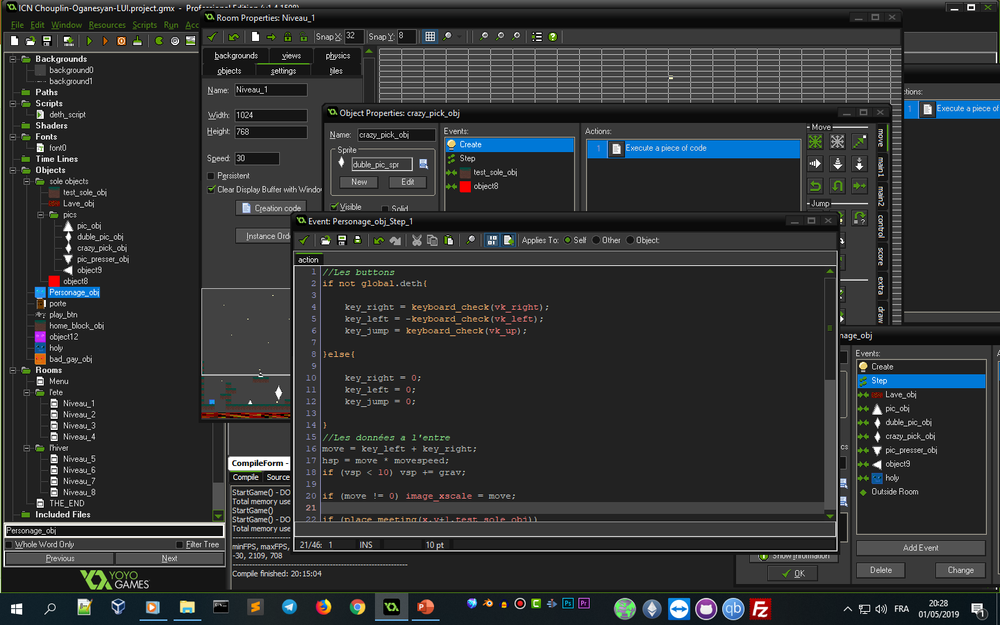 ICN Chouplin-Oganesyan-LUI.project.gmx - Professional Edition (v1.4.1598)
File Edit Window Resources Scripts Run
Backgrounds
background0
background1
Paths
Scripts
deth_script
Shaders
Fonts
font0
Time Lines
Objects
sole objects
test_sole_obj
Lave_obj
pics
pic_obj
duble_pic_obj
crazy_pick_obj
pic_presser_obj
object9
object8
Personage_obj
porte
play_btn
home_block_obj
object12
holy
bad_gay_obj
Rooms
Menu
l'ete
Niveau_1
Niveau_2
Niveau_3
Niveau_4
l'hiver
Niveau_5
Niveau_6
Niveau_7
Niveau_8
THE_END
Included Files
Personage_obj
Whole Word Only Filter Tree
Previous Next
YOYO
GAMES
Room Properties: Niveau_1
Snap X: 32 Snap Y: 8
backgrounds views physics
objects settings tiles
Name: Niveau_1
Width: 1024
Height: 768
Speed: 30
Persistent
Clear Display Buffer with Window
Creation code
Instance Orde
Object Properties: crazy_pick_obj
Name: crazy_pick_obj
Sprite
duble_pic_spr
New Edit
Visible Solid
Events:
Create
Step
test_sole_obj
object8
Actions:
1 Execute a piece of code
Move
Jump
move
main1
main2
control
score
extra
draw
ctions:
1 Execute a piece of
Event: Personage_obj_Step_1
Applies To: Self Other Object:
action
1 //Les buttons
2 if not global.deth{
3
4 key_right = keyboard_check(vk_right);
5 key_left = -keyboard_check(vk_left);
6 key_jump = keyboard_check(vk_up);
7
8 }else{
9
10 key_right = 0;
11 key_left = 0;
12 key_jump = 0;
13
14 }
15 //Les données a l'entre
16 move = key_left + key_right;
17 hsp = move * movespeed;
18 if (vsp < 10) vsp += grav;
19
20 if (move != 0) image_xscale = move;
21
22 if (place_meeting(x,y+1,test_sole_obj))
21/46: 1 INS 10 pt
CompileForm -
Compile Source
StartGame() - DO
Total memory use
StartGame()
StartGame() - DO
Total memory use
minFPS, maxFPS,
-30, 2109, 708
Compile finished: 20:15:04
nage_obj
Events:
Create
Step
Lave_obj
pic_obj
duble_pic_obj
crazy_pick_obj
pic_presser_obj
object9
holy
Outside Room
Add Event
Delete Change
Show Information
OK
Ps Pr
qb Fz
FRA
20:28
01/05/2019
1